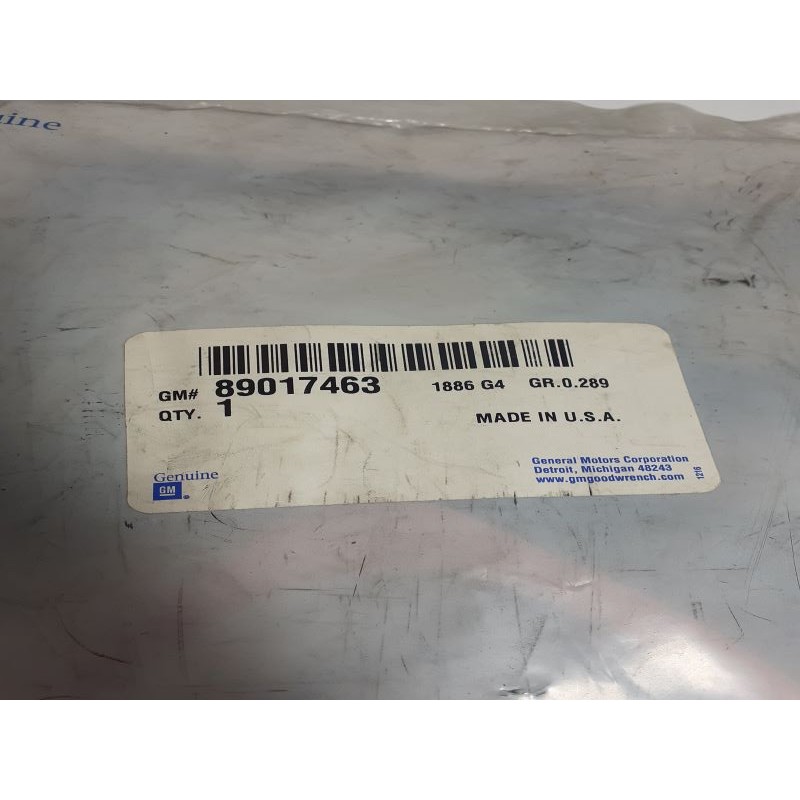 GM# 89017463 1886 G4 GR.0.289
QTY. 1 MADE IN U.S.A.
Genuine
GM
General Motors Corporation
Detroit, Michigan 48243
www.gmgoodwrench.com
1216